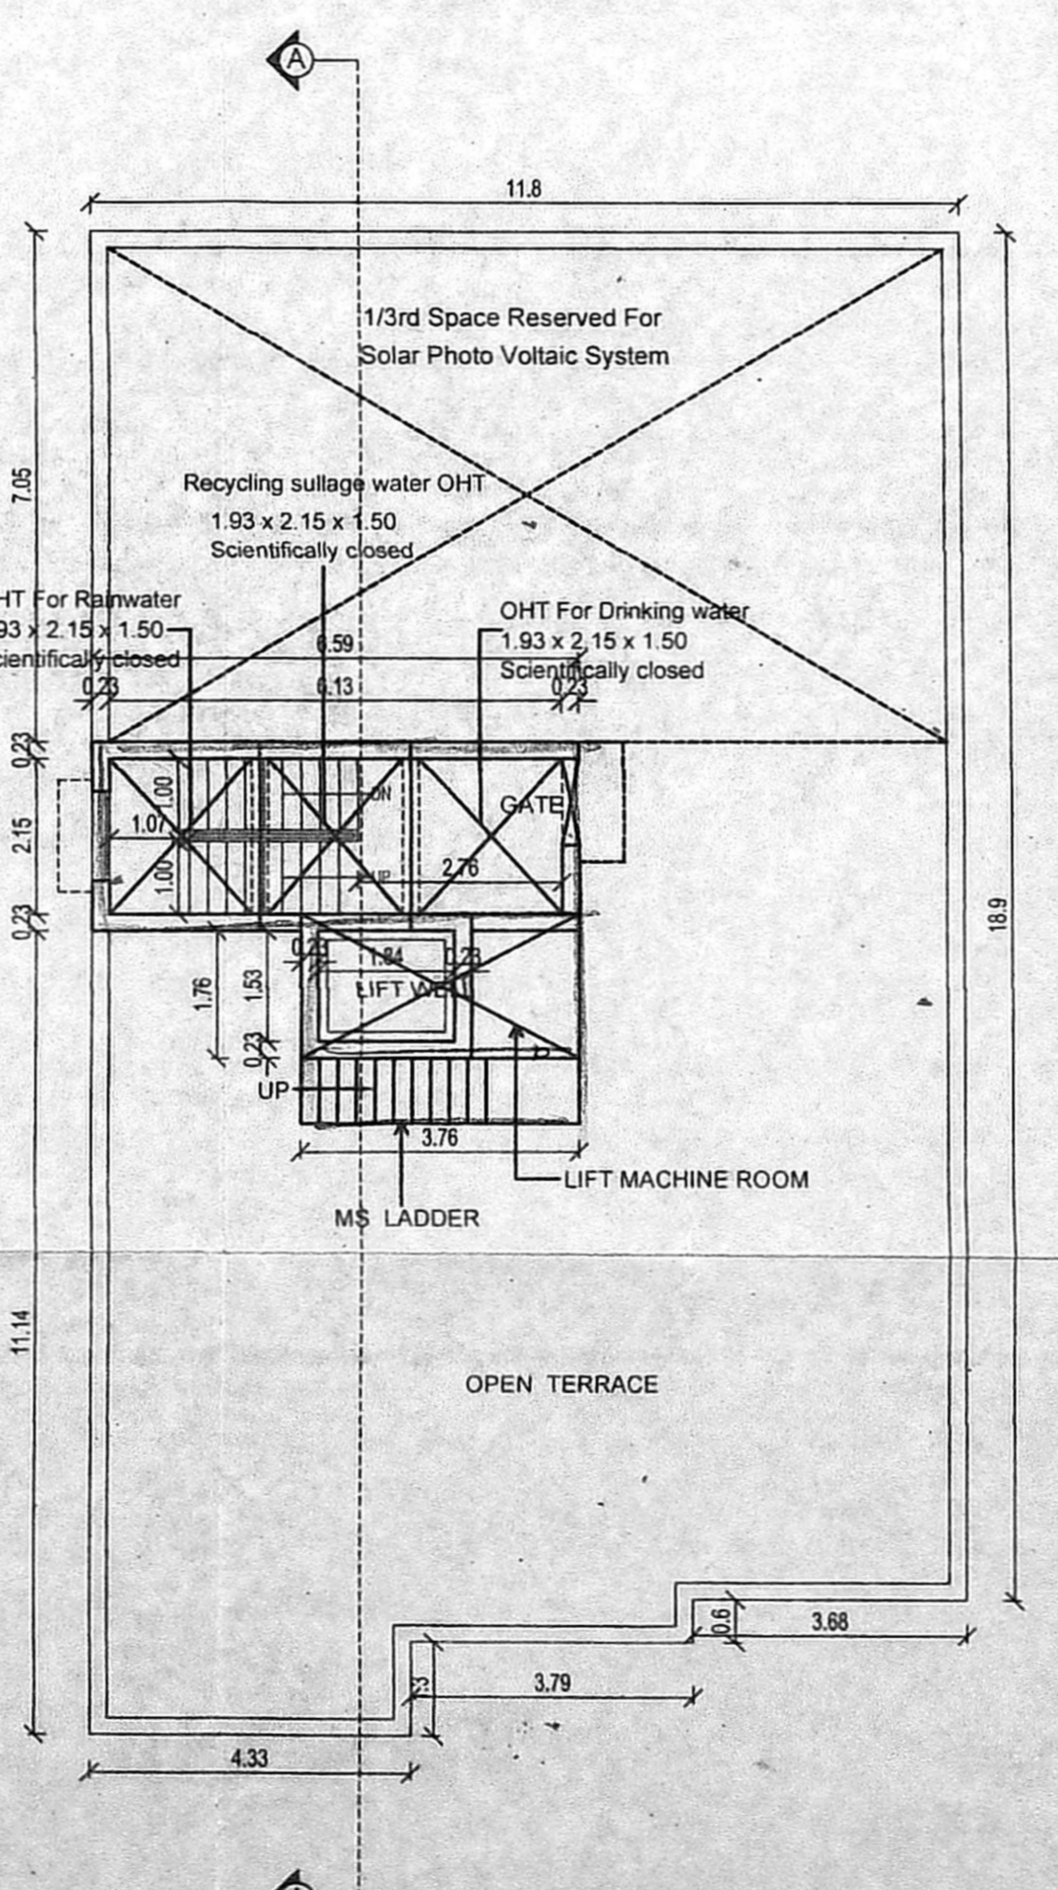 A
11.8
1/3rd Space Reserved For
Solar Photo Voltaic System
7.05
Recycling sullage water OHT
1.93 x 2.15 x 1.50
Scientifically closed
HT For Rainwater
93 x 2.15 x 1.50
cientifically closed
OHT For Drinking water
1.93 x 2.15 x 1.50
Scientifically closed
6.59
0.23
6.13
0.23
0.23
2.15
0.23
1.00
1.07
1.00
DN
UP
GATE
2.76
18.9
1.76
1.53
0.23
0.23
1.84
0.23
LIFT WELL
UP
3.76
LIFT MACHINE ROOM
MS LADDER
11.14
OPEN TERRACE
0.6
3.68
3.79
4.33